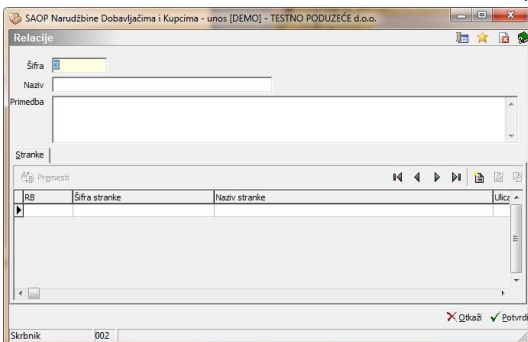 SAOP Narudžbine Dobavljačima i Kupcima - unos [DEMO] - TESTNO PODUZEĆE d.o.o.
Relacije
Šifra 3
Naziv
Primedba
Stranke
Premesti
RB Šifra stranke Naziv stranke Ulica
Otkaži Potvrdi
Skrbnik 002